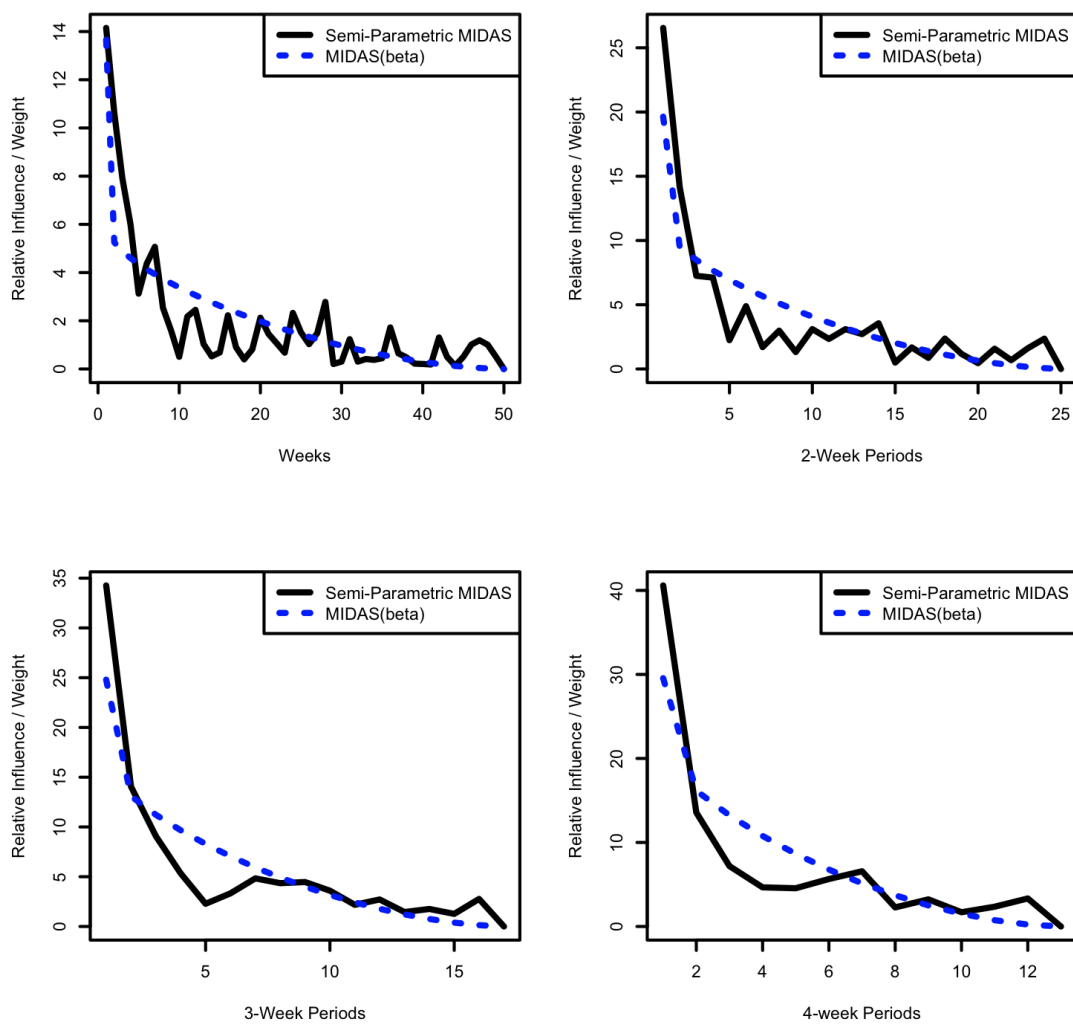 Semi-Parametric MIDAS
MIDAS(beta)
Relative Influence / Weight
0 2 4 6 8 10 12 14
0 10 20 30 40 50
Weeks
Semi-Parametric MIDAS
MIDAS(beta)
Relative Influence / Weight
0 5 10 15 20 25
5 10 15 20 25
2-Week Periods
Semi-Parametric MIDAS
MIDAS(beta)
Relative Influence / Weight
0 5 10 15 20 25 30 35
5 10 15
3-Week Periods
Semi-Parametric MIDAS
MIDAS(beta)
Relative Influence / Weight
0 10 20 30 40
2 4 6 8 10 12
4-week Periods